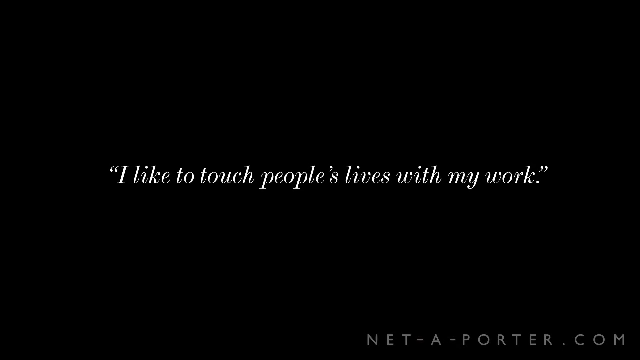 “I like to touch people’s lives with my work.”
NET-A-PORTER.COM